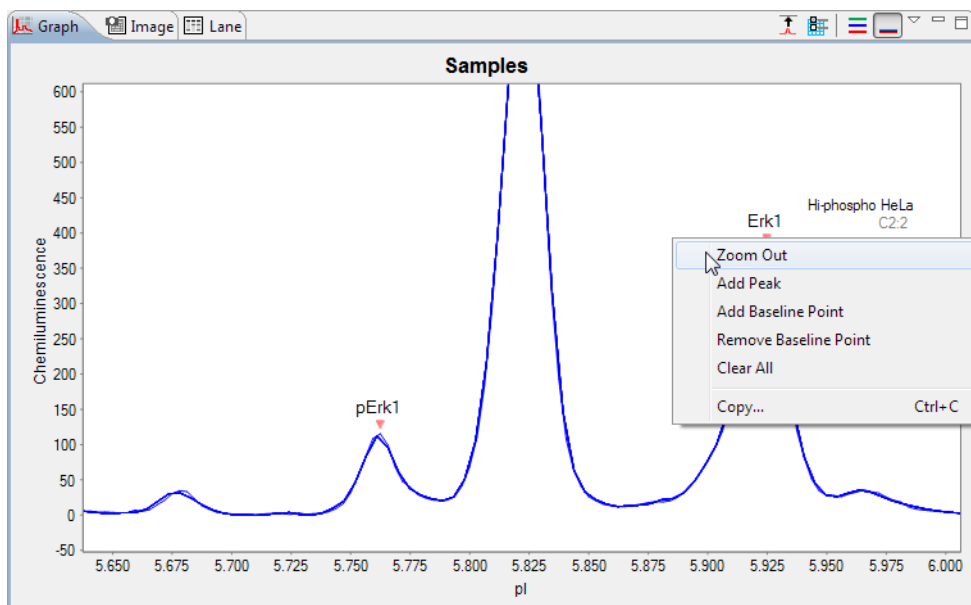 Graph Image Lane
Samples
600
550
500
450
400
350
300
250
200
150
100
50
0
-50
Chemiluminescence
Hi-phospho HeLa
C2:2
Erk1
pErk1
Zoom Out
Add Peak
Add Baseline Point
Remove Baseline Point
Clear All
Copy... Ctrl+C
5.650 5.675 5.700 5.725 5.750 5.775 5.800 5.825 5.850 5.875 5.900 5.925 5.950 5.975 6.000
pI